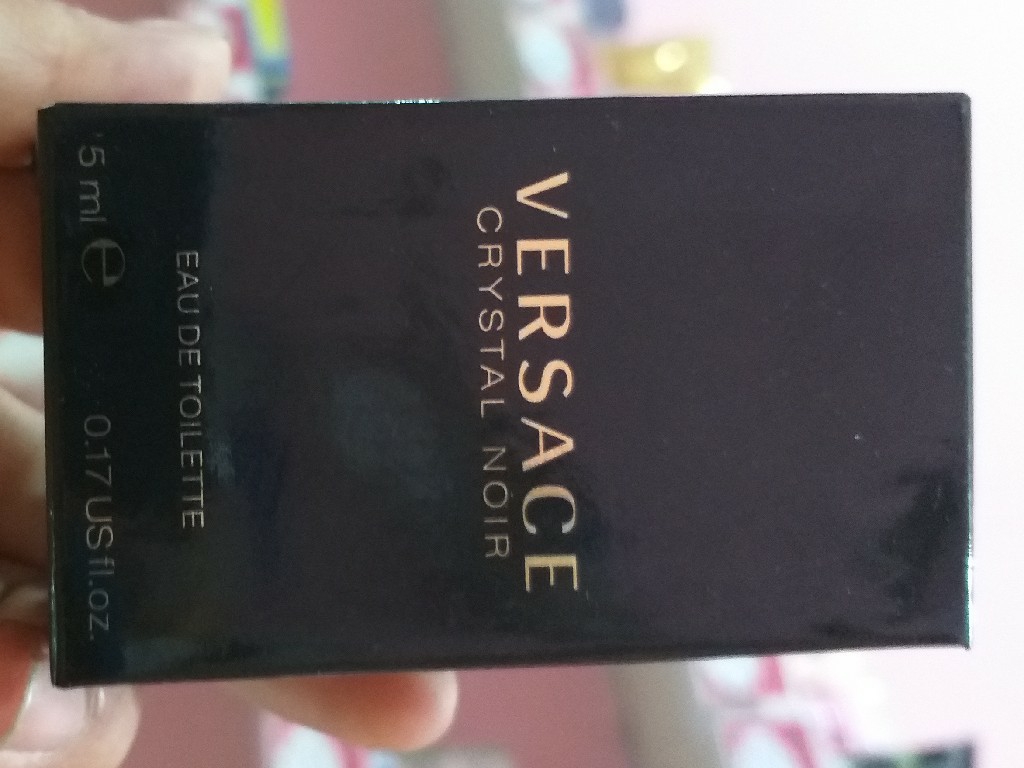 VERSACE
CRYSTAL NOIR
EAU DE TOILETTE
5 ml ℮ 0.17 US fl.oz.